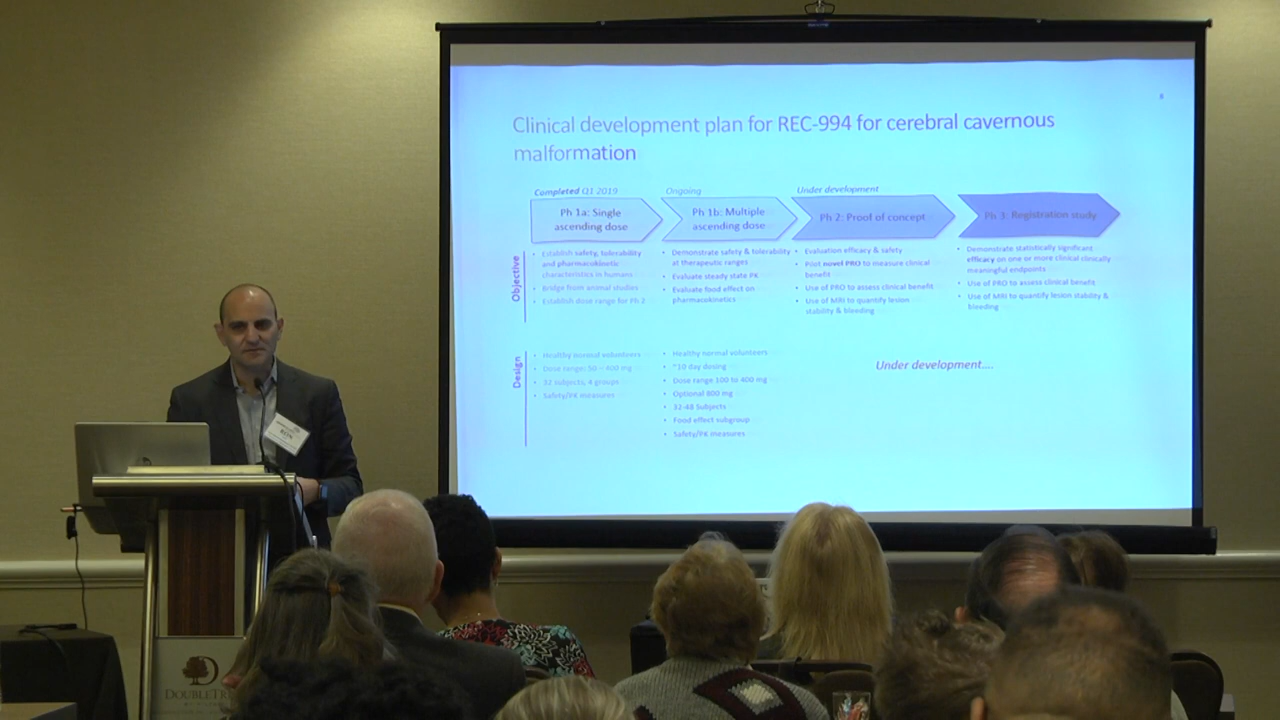 Clinical development plan for REC-994 for cerebral cavernous
malformation
Completed Q1 2019
Ph 1a: Single
ascending dose
Ongoing
Ph 1b: Multiple
ascending dose
Under development
Ph 2: Proof of concept
Ph 3: Registration study
Objective
• Establish safety, tolerability
and pharmacokinetic
characteristics in humans
• Bridge from animal studies
• Establish dose range for Ph 2
• Demonstrate safety & tolerability
at therapeutic ranges
• Evaluate steady state PK
• Evaluate food effect on
pharmacokinetics
• Evaluation efficacy & safety
• Pilot novel PRO to measure clinical
benefit
• Use of PRO to assess clinical benefit
• Use of MRI to quantify lesion
stability & bleeding
• Demonstrate statistically significant
efficacy on one or more clinical clinically
meaningful endpoints
• Use of PRO to assess clinical benefit
• Use of MRI to quantify lesion stability &
bleeding
Design
• Healthy normal volunteers
• Dose range: 50 – 400 mg
• 32 subjects, 4 groups
• Safety/PK measures
• Healthy normal volunteers
• ~10 day dosing
• Dose range 100 to 400 mg
• Optional 800 mg
• 32-48 Subjects
• Food effect subgroup
• Safety/PK measures
Under development....
RON
DOUBLETR